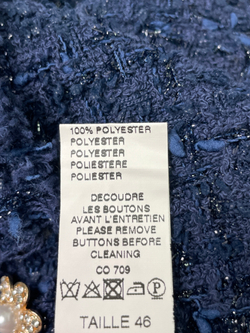 100% POLYESTER
POLYESTER
POLYESTER
POLIESTERE
POLIESTER
DECOUDRE
LES BOUTONS
AVANT L'ENTRETIEN
PLEASE REMOVE
BUTTONS BEFORE
CLEANING
CO 709
P
TAILLE 46